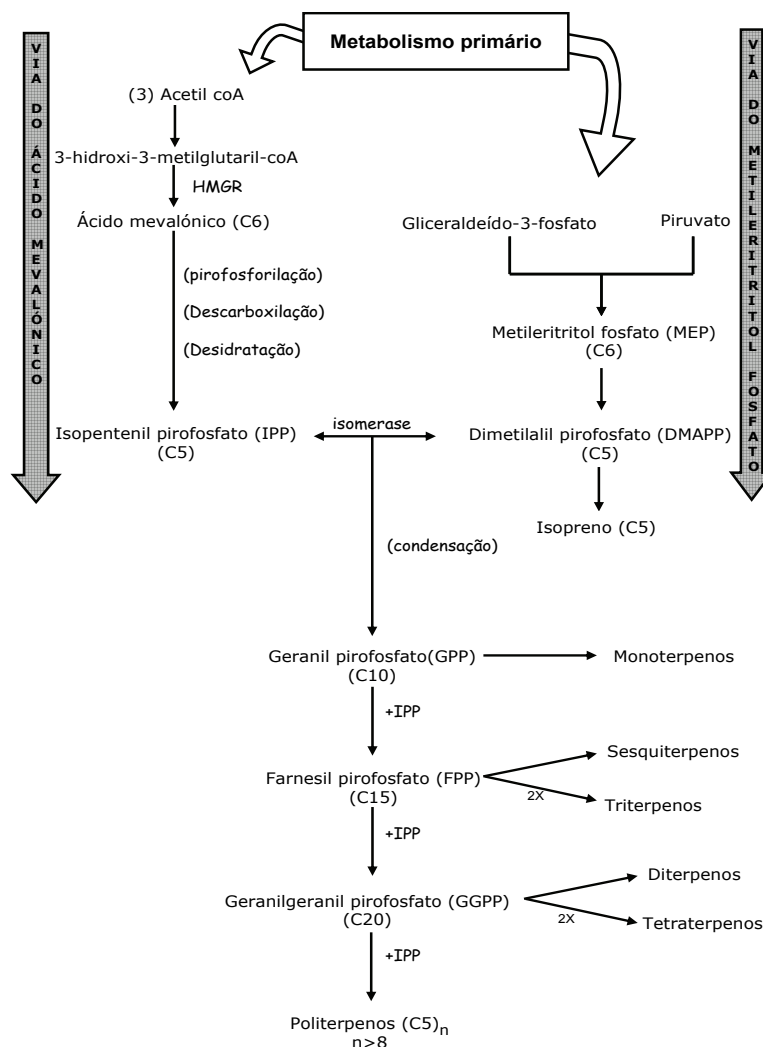 Metabolismo primário
VIA DO ÁCIDO MEVALÓNICO
VIA DO METILERITRITOL FOSFATO
(3) Acetil coA
3-hidroxi-3-metilglutaril-coA
HMGR
Ácido mevalónico (C6)
Gliceraldeído-3-fosfato
Piruvato
(pirofosforilação)
(Descarboxilação)
(Desidratação)
Metileritritol fosfato (MEP)
(C6)
Isopentenil pirofosfato (IPP)
(C5)
isomerase
Dimetilalil pirofosfato (DMAPP)
(C5)
Isopreno (C5)
(condensação)
Geranil pirofosfato(GPP)
(C10)
Monoterpenos
+IPP
Farnesil pirofosfato (FPP)
(C15)
Sesquiterpenos
2X
Triterpenos
+IPP
Geranilgeranil pirofosfato (GGPP)
(C20)
Diterpenos
2X
Tetraterpenos
+IPP
Politerpenos (C5)n
n>8